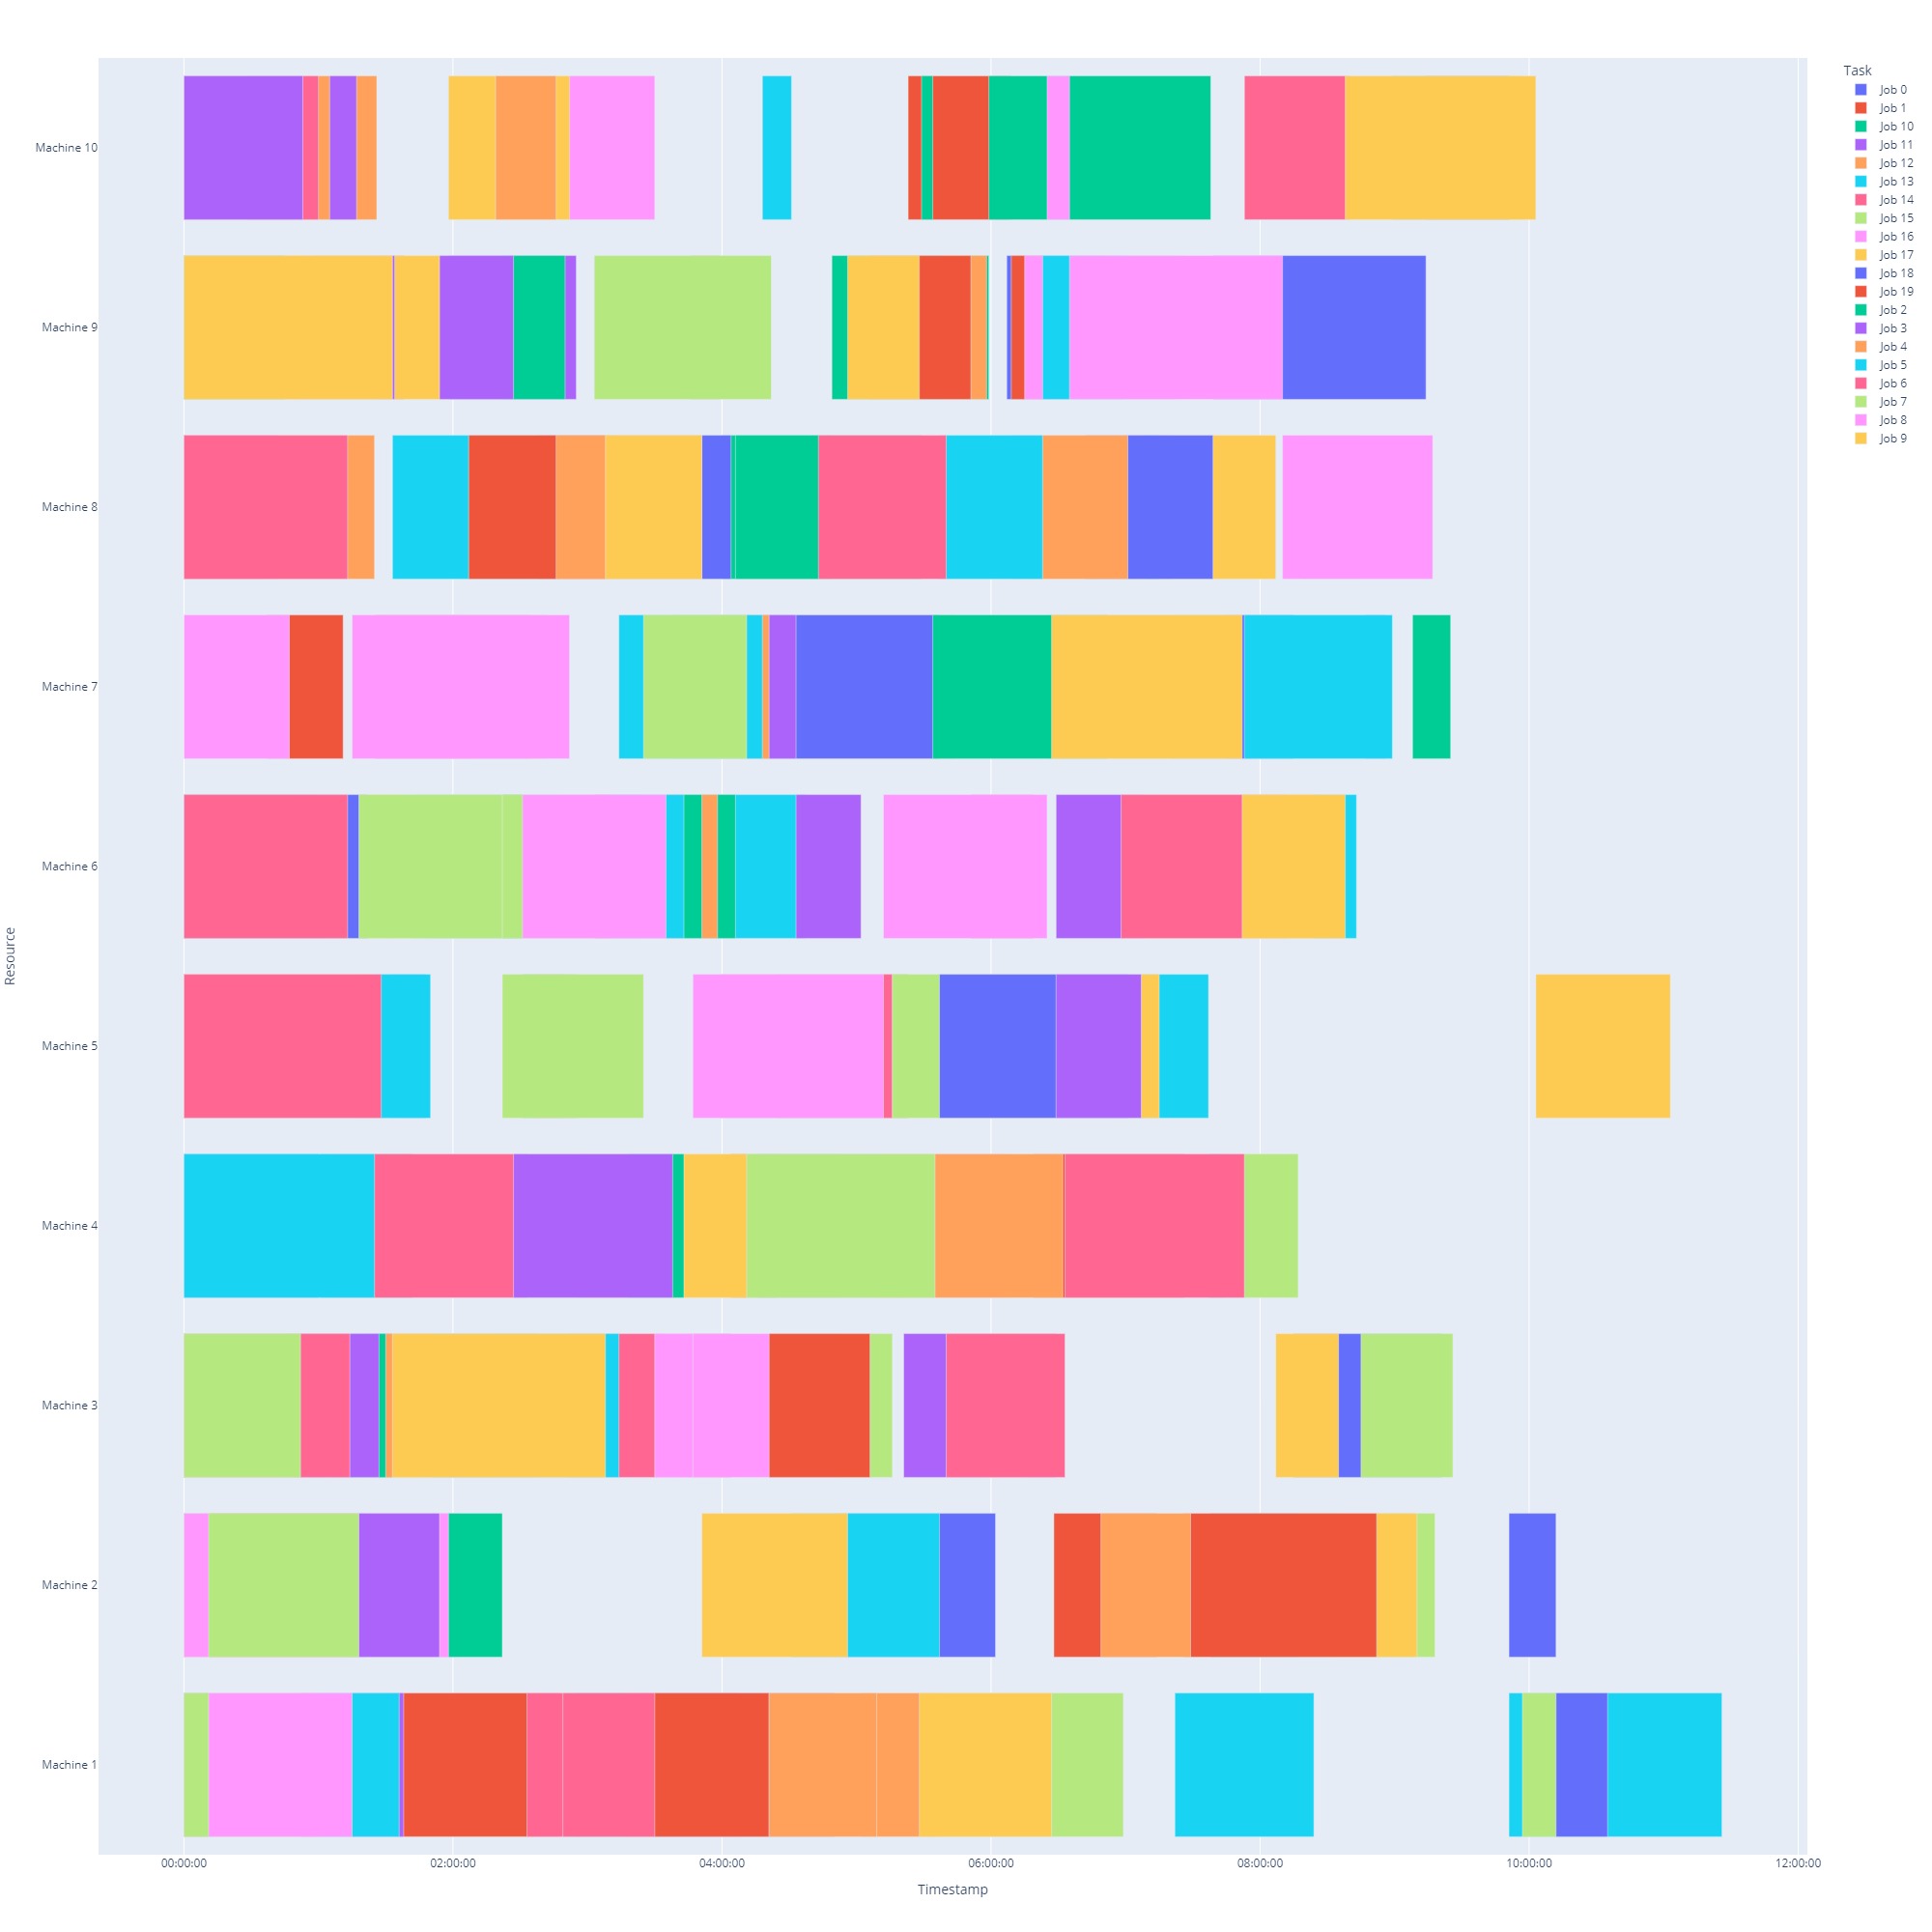 Task
Job 0
Job 1
Job 10
Job 11
Job 12
Job 13
Job 14
Job 15
Job 16
Job 17
Job 18
Job 19
Job 2
Job 3
Job 4
Job 5
Job 6
Job 7
Job 8
Job 9
Machine 10
Machine 9
Machine 8
Machine 7
Machine 6
Resource
Machine 5
Machine 4
Machine 3
Machine 2
Machine 1
00:00:00 02:00:00 04:00:00 06:00:00 08:00:00 10:00:00 12:00:00
Timestamp